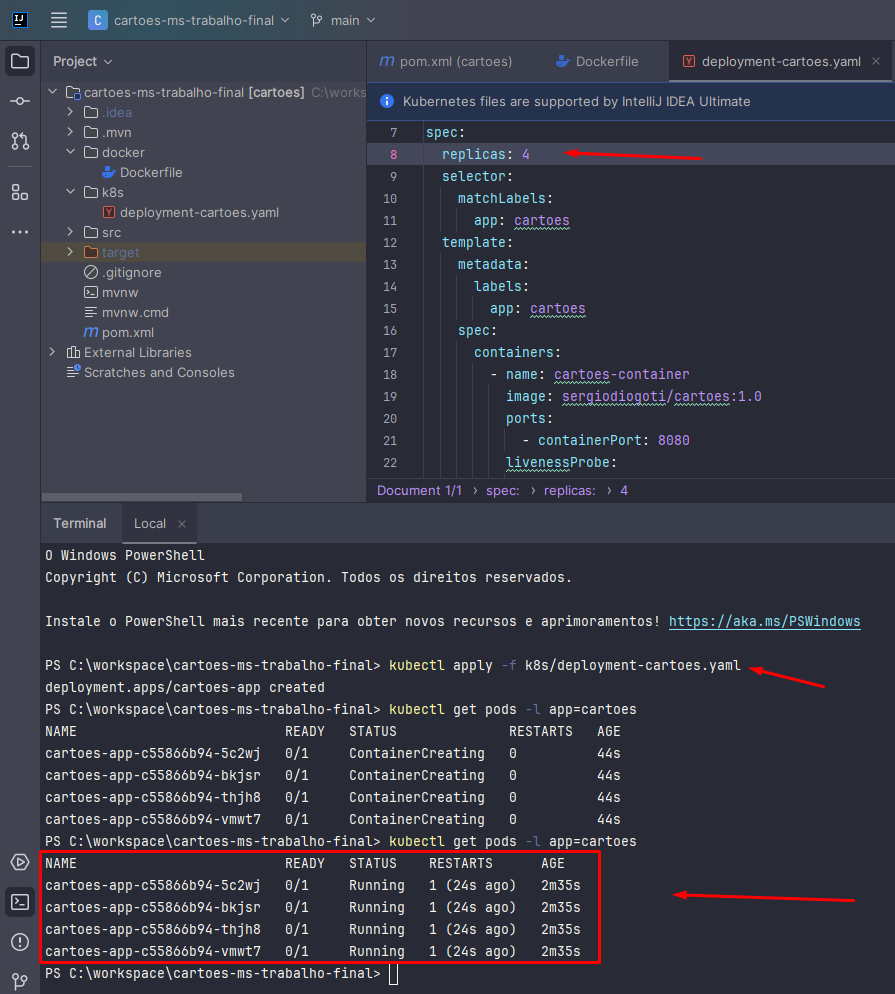 IJ
C cartoes-ms-trabalho-final main
Project
cartoes-ms-trabalho-final [cartoes] C:\works
.idea
.mvn
docker
Dockerfile
k8s
deployment-cartoes.yaml
src
target
.gitignore
mvnw
mvnw.cmd
pom.xml
External Libraries
Scratches and Consoles
pom.xml (cartoes) Dockerfile deployment-cartoes.yaml
Kubernetes files are supported by IntelliJ IDEA Ultimate
7 spec:
8 replicas: 4
9 selector:
10 matchLabels:
11 app: cartoes
12 template:
13 metadata:
14 labels:
15 app: cartoes
16 spec:
17 containers:
18 - name: cartoes-container
19 image: sergiodiogoti/cartoes:1.0
20 ports:
21 - containerPort: 8080
22 livenessProbe:
Document 1/1 › spec: › replicas: › 4
Terminal Local
O Windows PowerShell
Copyright (C) Microsoft Corporation. Todos os direitos reservados.
Instale o PowerShell mais recente para obter novos recursos e aprimoramentos! https://aka.ms/PSWindows
PS C:\workspace\cartoes-ms-trabalho-final> kubectl apply -f k8s/deployment-cartoes.yaml
deployment.apps/cartoes-app created
PS C:\workspace\cartoes-ms-trabalho-final> kubectl get pods -l app=cartoes
NAME READY STATUS RESTARTS AGE
cartoes-app-c55866b94-5c2wj 0/1 ContainerCreating 0 44s
cartoes-app-c55866b94-bkjsr 0/1 ContainerCreating 0 44s
cartoes-app-c55866b94-thjh8 0/1 ContainerCreating 0 44s
cartoes-app-c55866b94-vmwt7 0/1 ContainerCreating 0 44s
PS C:\workspace\cartoes-ms-trabalho-final> kubectl get pods -l app=cartoes
NAME READY STATUS RESTARTS AGE
cartoes-app-c55866b94-5c2wj 0/1 Running 1 (24s ago) 2m35s
cartoes-app-c55866b94-bkjsr 0/1 Running 1 (24s ago) 2m35s
cartoes-app-c55866b94-thjh8 0/1 Running 1 (24s ago) 2m35s
cartoes-app-c55866b94-vmwt7 0/1 Running 1 (24s ago) 2m35s
PS C:\workspace\cartoes-ms-trabalho-final>